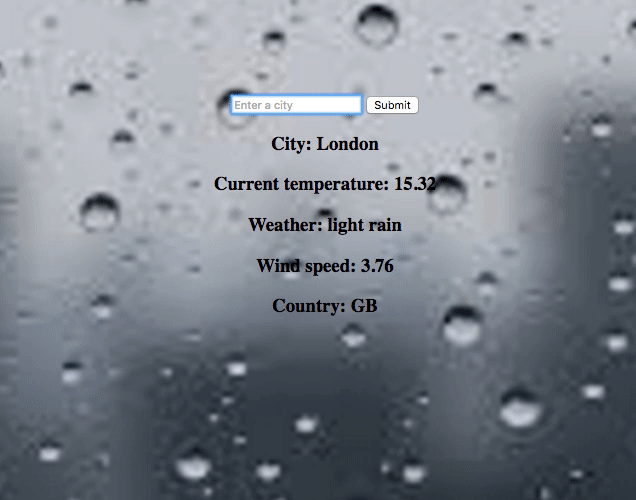 Enter a city Submit
City: London
Current temperature: 15.32
Weather: light rain
Wind speed: 3.76
Country: GB